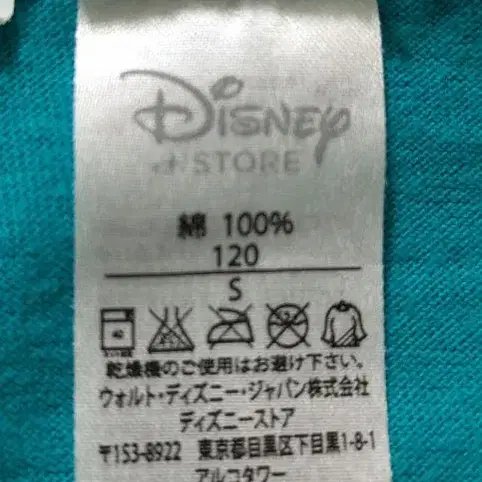 Disney
STORE
綿 100%
120
S
40
乾燥機のご使用はお避け下さい。
ウォルト・ディズニー・ジャパン株式会社
ディズニーストア
〒153-8922 東京都目黒区下目黒1-8-1
アルコタワー